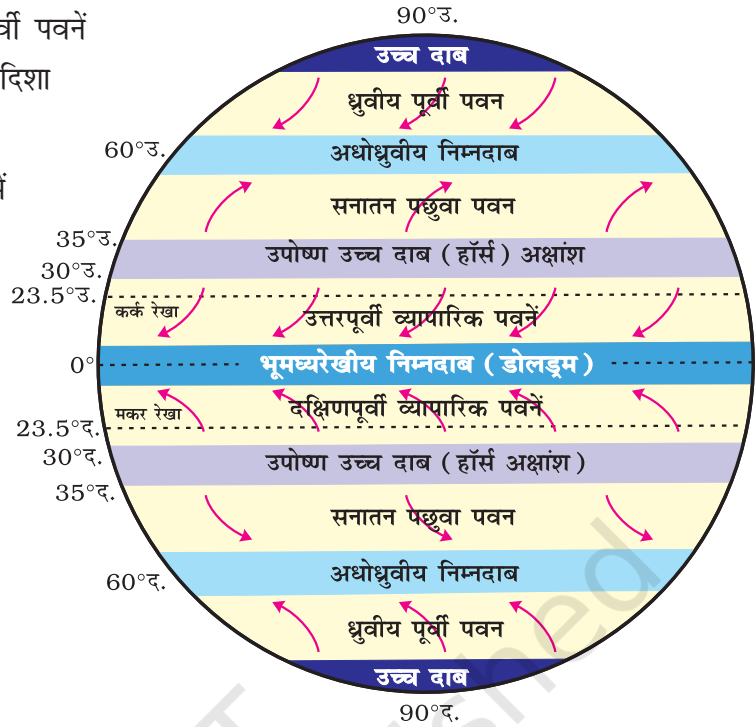 र्वी पवनें
90°उ.
उच्च दाब
दिशा
ध्रुवीय पूर्वी पवन
60°उ.
अधोध्रुवीय निम्नदाब
सनातन पछुवा पवन
35°उ.
उपोष्ण उच्च दाब (हॉर्स) अक्षांश
30°उ.
23.5°उ.
कर्क रेखा
उत्तरपूर्वी व्यापारिक पवनें
0°
भूमघ्यरेखीय निम्नदाब (डोलड्रम)
दक्षिणपूर्वी व्यापारिक पवनें
मकर रेखा
23.5°द.
30°द.
उपोष्ण उच्च दाब (हॉर्स अक्षांश)
35°द.
सनातन पछुवा पवन
60°द.
अधोध्रुवीय निम्नदाब
ध्रुवीय पूर्वी पवन
उच्च दाब
90°द.